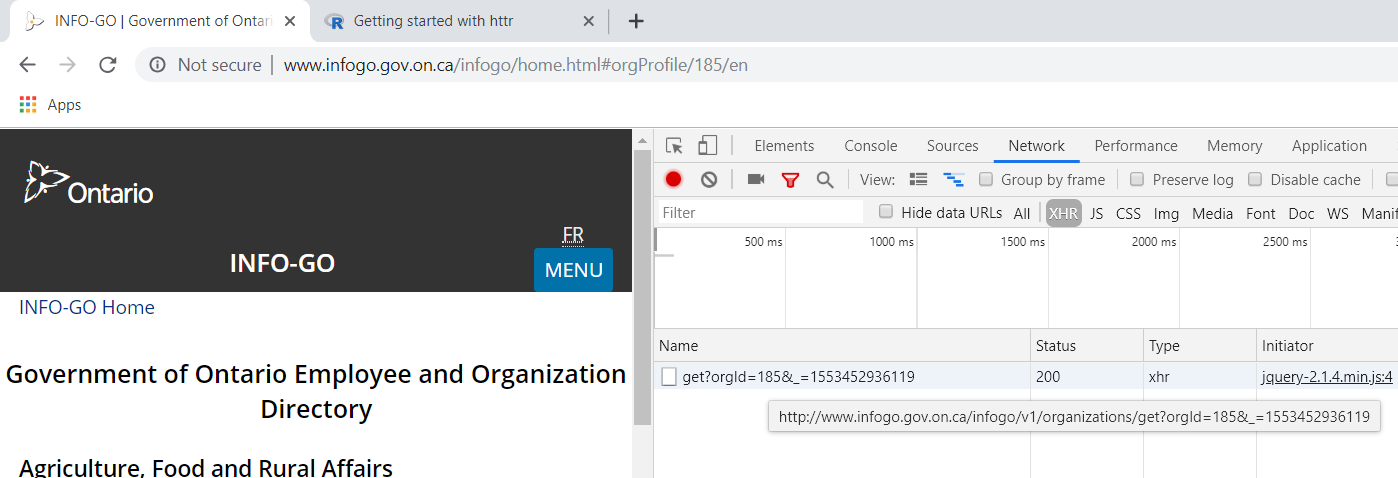 INFO-GO | Government of Ontari
Getting started with httr
Not secure | www.infogo.gov.on.ca/infogo/home.html#orgProfile/185/en
Apps
Ontario
FR
INFO-GO
MENU
INFO-GO Home
Government of Ontario Employee and Organization
Directory
Agriculture, Food and Rural Affairs
Elements Console Sources Network Performance Memory Application
View: Group by frame Preserve log Disable cache
Filter Hide data URLs All XHR JS CSS Img Media Font Doc WS Manif
500 ms 1000 ms 1500 ms 2000 ms 2500 ms
Name Status Type Initiator
get?orgId=185&_=1553452936119 200 xhr jquery-2.1.4.min.js:4
http://www.infogo.gov.on.ca/infogo/v1/organizations/get?orgId=185&_=1553452936119